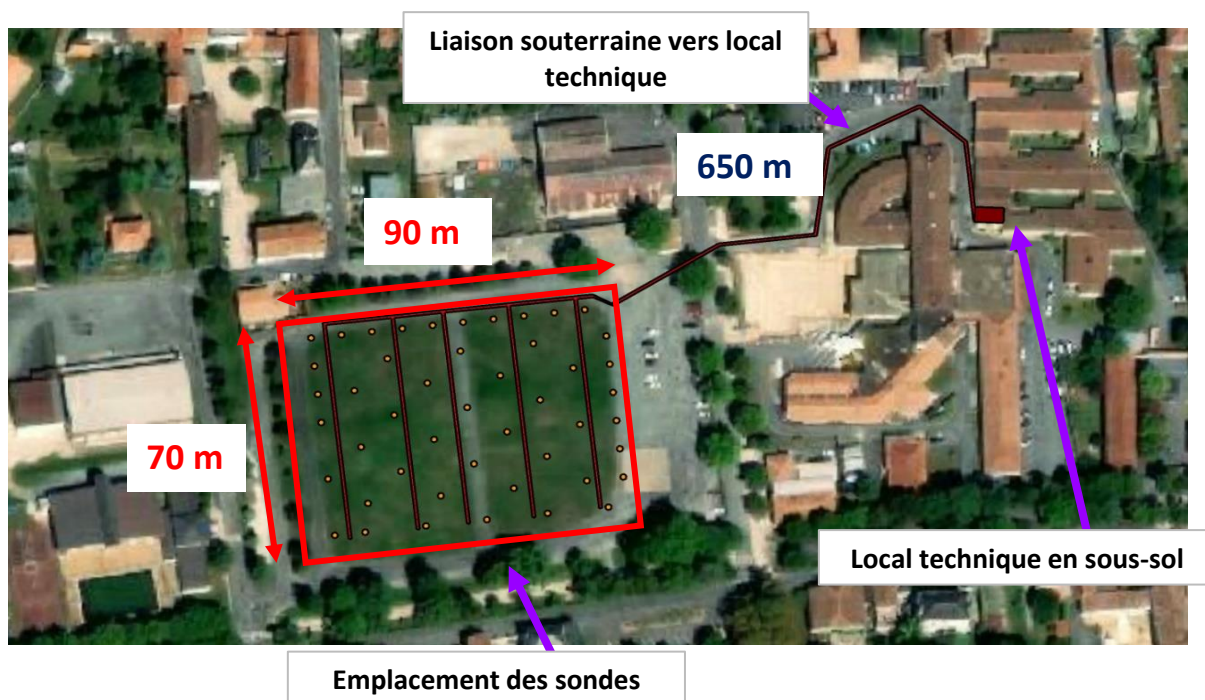 Liaison souterraine vers local
technique
650 m
90 m
70 m
Local technique en sous-sol
Emplacement des sondes